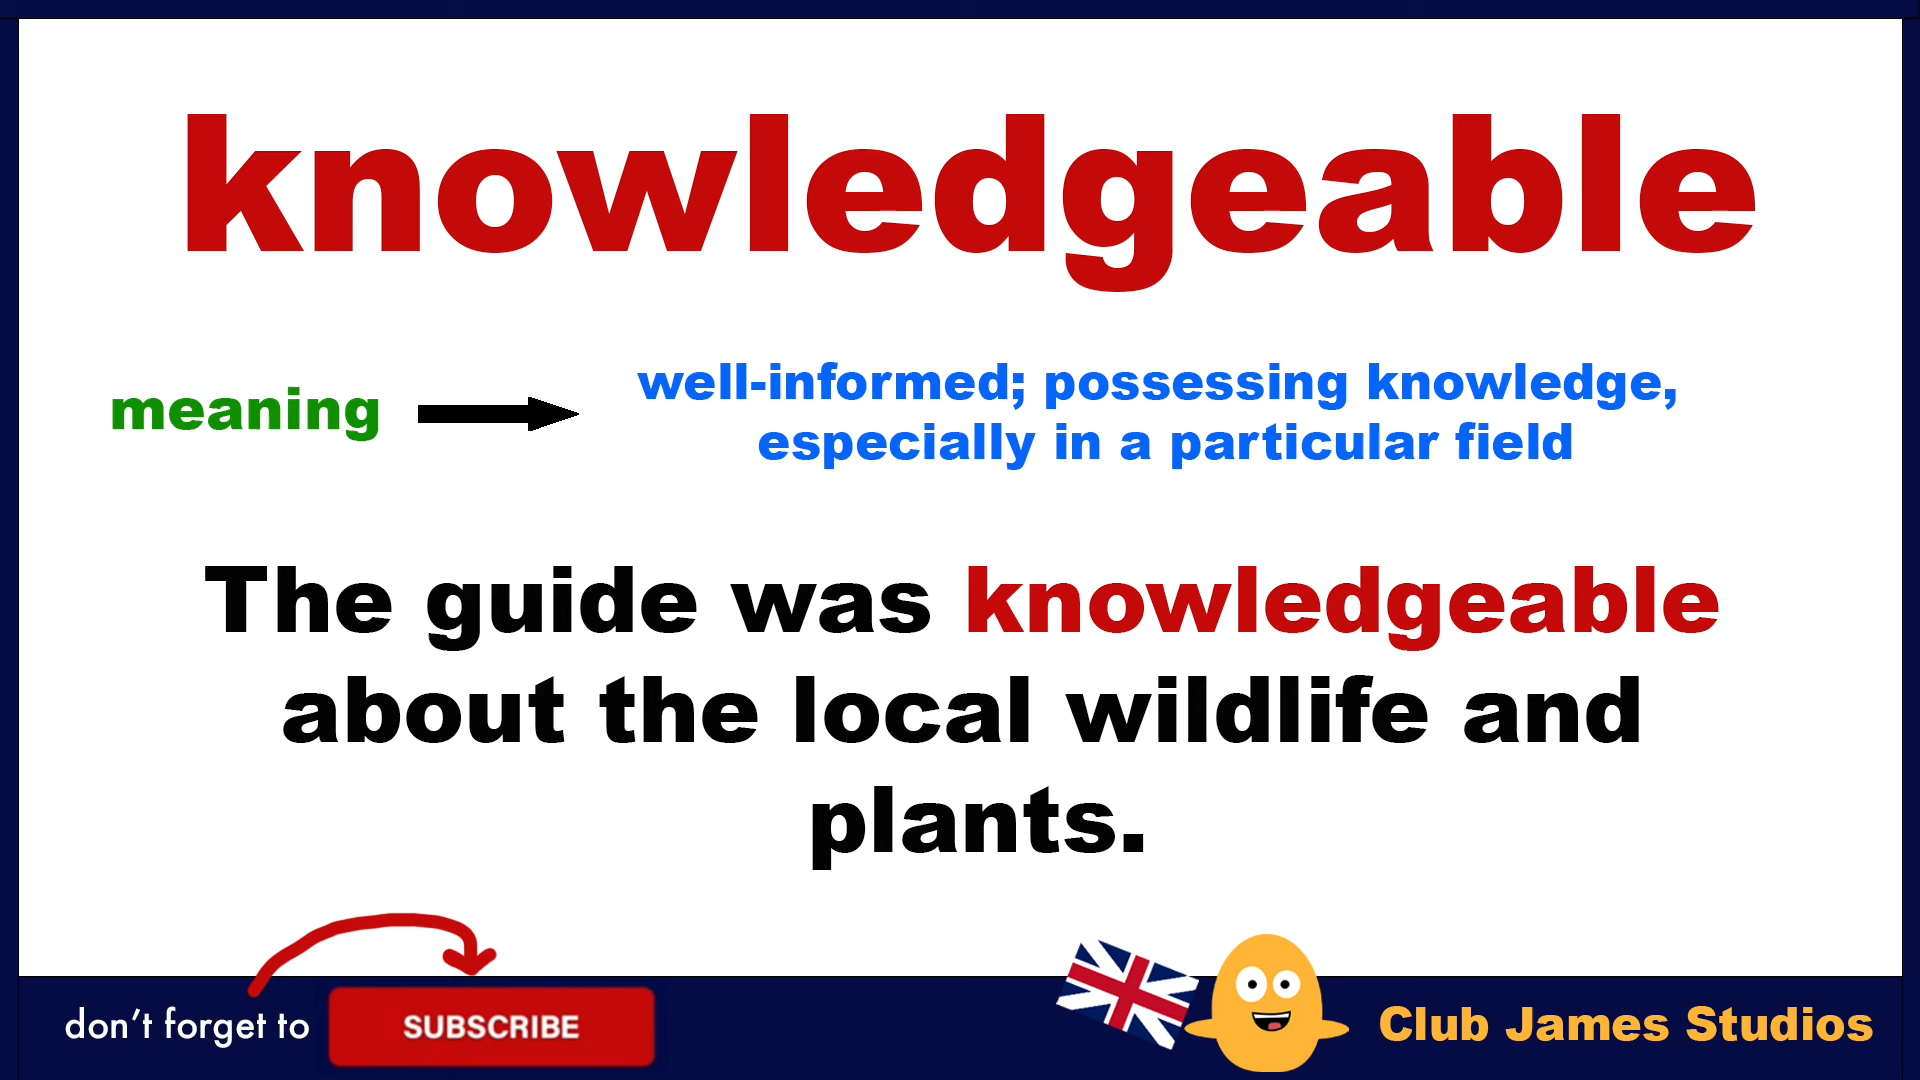 knowledgeable
meaning
well-informed; possessing knowledge,
especially in a particular field
The guide was knowledgeable
about the local wildlife and
plants.
don't forget to
SUBSCRIBE
Club James Studios